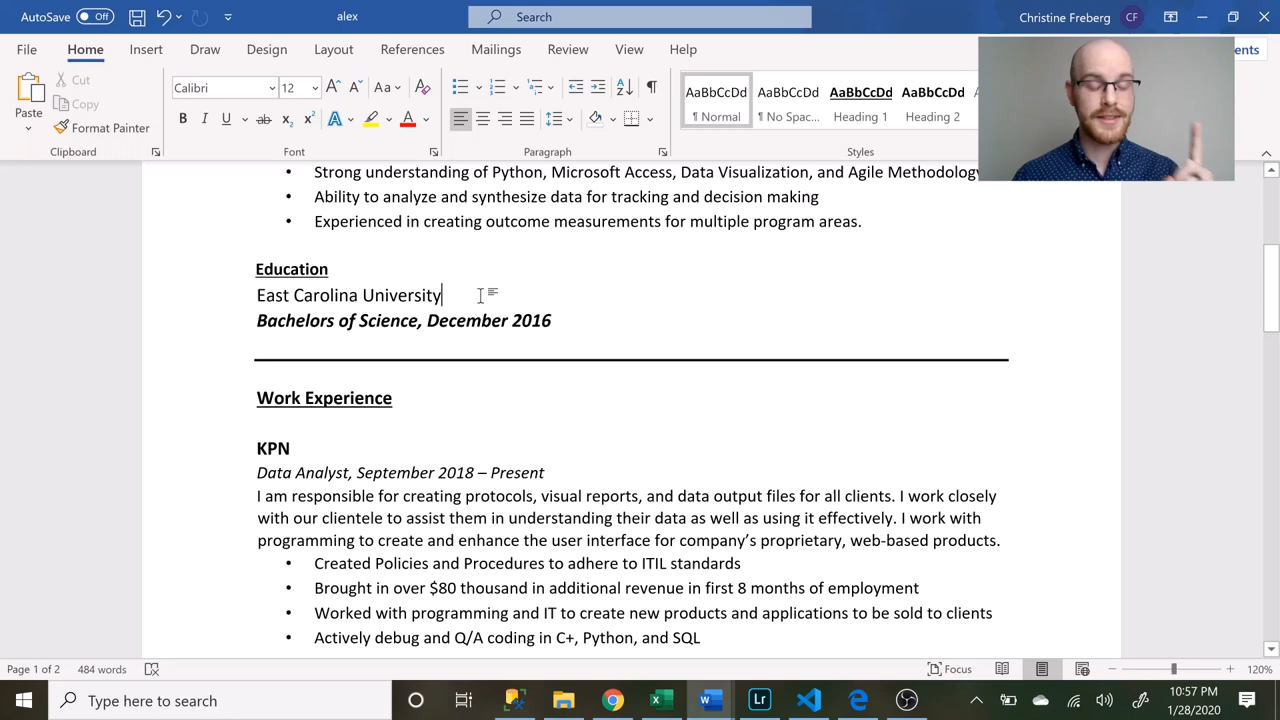 AutoSave Off alex Search Christine Freberg CF
File Home Insert Draw Design Layout References Mailings Review View Help
Cut
Copy
Paste
Format Painter
Calibri 12 Aa
B I U ab x₂ x² A A
AaBbCcDd AaBbCcDd AaBbCcDd AaBbCcDd
¶ Normal ¶ No Spac... Heading 1 Heading 2
Clipboard Font Paragraph Styles
• Strong understanding of Python, Microsoft Access, Data Visualization, and Agile Methodology
• Ability to analyze and synthesize data for tracking and decision making
• Experienced in creating outcome measurements for multiple program areas.
Education
East Carolina University
Bachelors of Science, December 2016
Work Experience
KPN
Data Analyst, September 2018 – Present
I am responsible for creating protocols, visual reports, and data output files for all clients. I work closely
with our clientele to assist them in understanding their data as well as using it effectively. I work with
programming to create and enhance the user interface for company's proprietary, web-based products.
• Created Policies and Procedures to adhere to ITIL standards
• Brought in over $80 thousand in additional revenue in first 8 months of employment
• Worked with programming and IT to create new products and applications to be sold to clients
• Actively debug and Q/A coding in C+, Python, and SQL
Page 1 of 2 484 words Focus 120%
Type here to search Lr 10:57 PM
1/28/2020